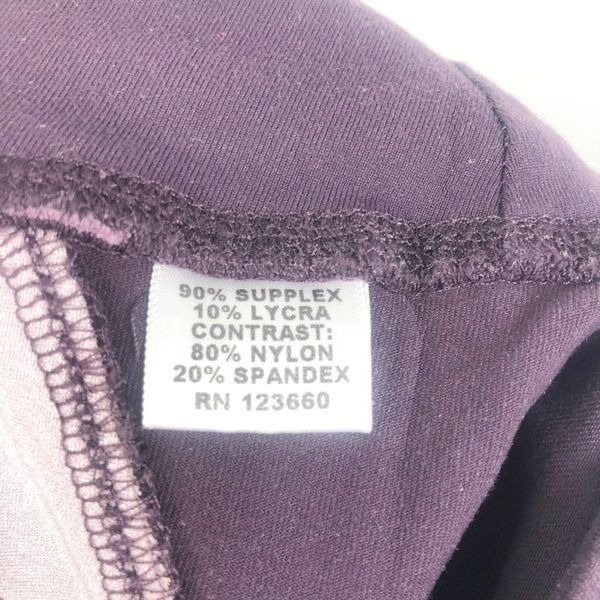 90% SUPPLEX
10% LYCRA
CONTRAST:
80% NYLON
20% SPANDEX
RN 123660